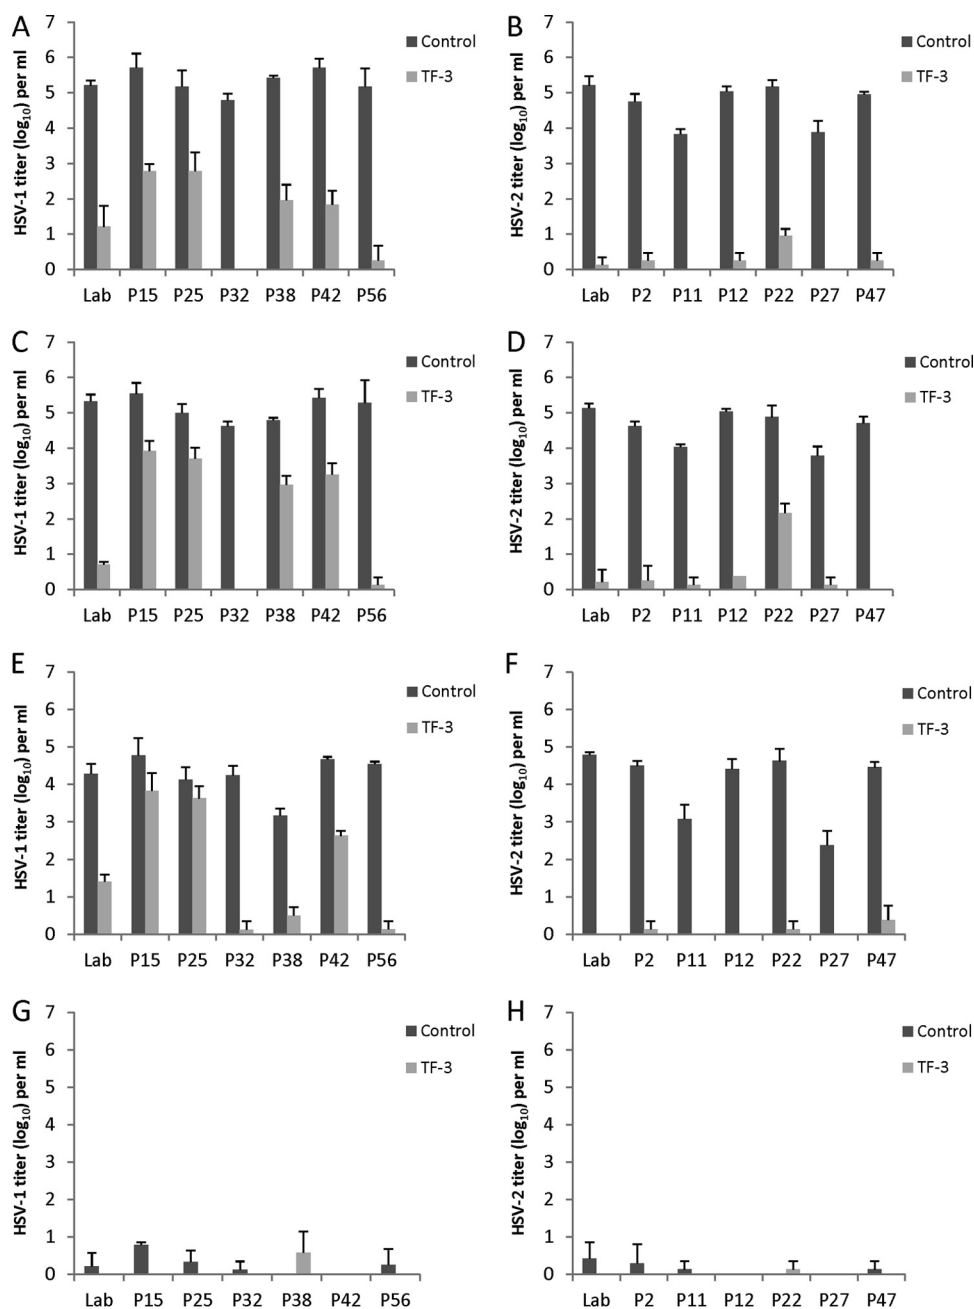 A
HSV-1 titer (log10) per ml
7
6
5
4
3
2
1
0
Lab P15 P25 P32 P38 P42 P56
Control
TF-3
B
HSV-2 titer (log10) per ml
7
6
5
4
3
2
1
0
Lab P2 P11 P12 P22 P27 P47
Control
TF-3
C
HSV-1 titer (log10) per ml
7
6
5
4
3
2
1
0
Lab P15 P25 P32 P38 P42 P56
Control
TF-3
D
HSV-2 titer (log10) per ml
7
6
5
4
3
2
1
0
Lab P2 P11 P12 P22 P27 P47
Control
TF-3
E
HSV-1 titer (log10) per ml
7
6
5
4
3
2
1
0
Lab P15 P25 P32 P38 P42 P56
Control
TF-3
F
HSV-2 titer (log10) per ml
7
6
5
4
3
2
1
0
Lab P2 P11 P12 P22 P27 P47
Control
TF-3
G
HSV-1 titer (log10) per ml
7
6
5
4
3
2
1
0
Lab P15 P25 P32 P38 P42 P56
Control
TF-3
H
HSV-2 titer (log10) per ml
7
6
5
4
3
2
1
0
Lab P2 P11 P12 P22 P27 P47
Control
TF-3